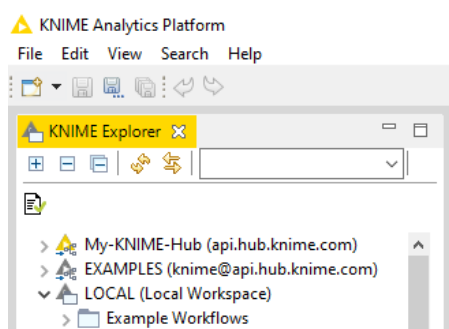 KNIME Analytics Platform
File Edit View Search Help
KNIME Explorer
My-KNIME-Hub (api.hub.knime.com)
EXAMPLES (knime@api.hub.knime.com)
LOCAL (Local Workspace)
Example Workflows